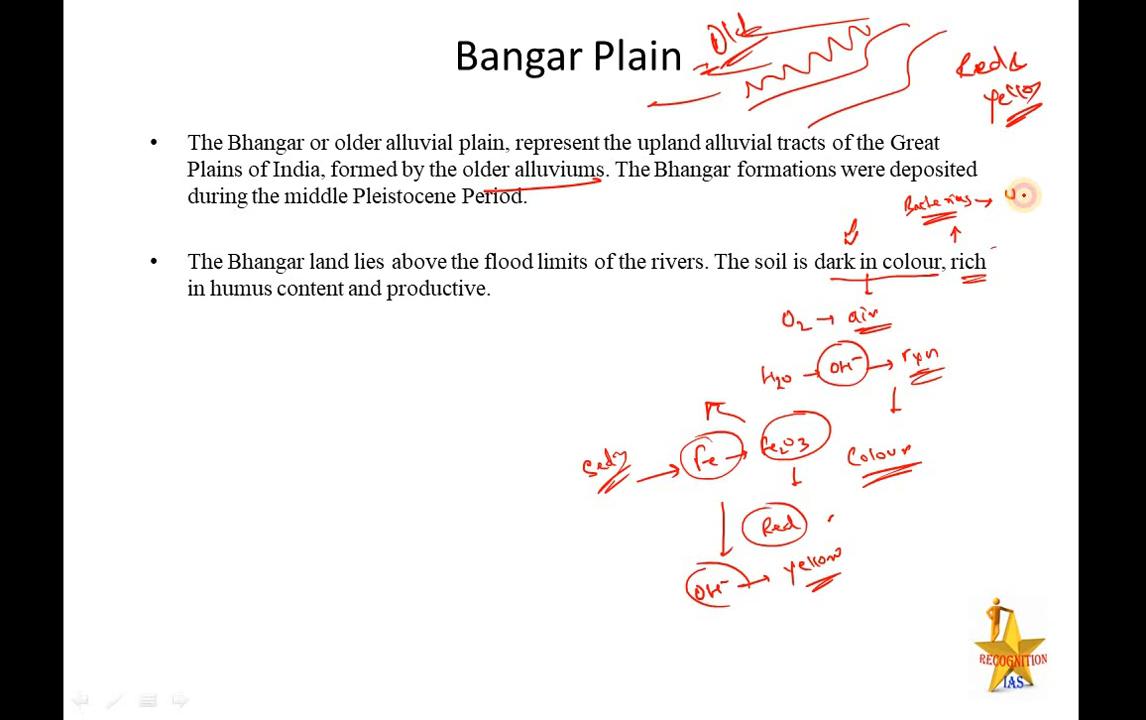 Bangar Plain
Old
Red &
yellow
• The Bhangar or older alluvial plain, represent the upland alluvial tracts of the Great
Plains of India, formed by the older alluviums. The Bhangar formations were deposited
during the middle Pleistocene Period.
• The Bhangar land lies above the flood limits of the rivers. The soil is dark in colour, rich
in humus content and productive.
O2 → air
H2O → OH- → rxn
Fe → Fe2O3
Colour
Red
OH- → yellow
RECOGNITION
IAS